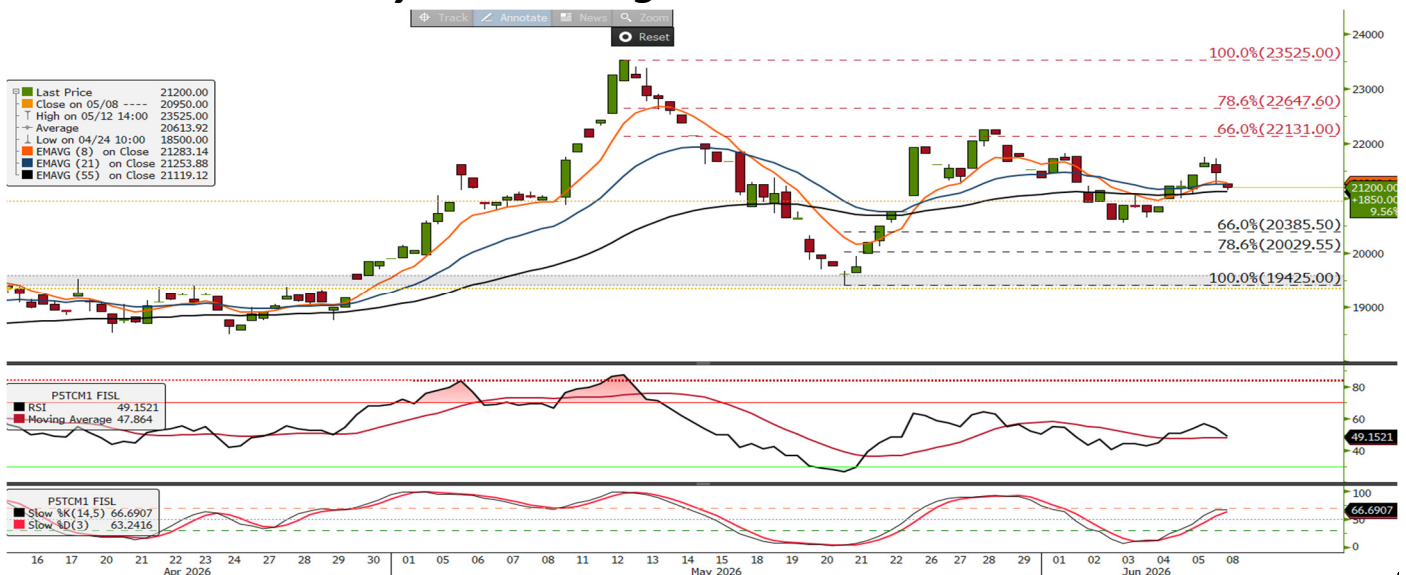 Track Annotate News Zoom
Reset
Last Price 21200.00
Close on 05/08 ---- 20950.00
High on 05/12 14:00 23525.00
Average 20613.92
Low on 04/24 10:00 18500.00
EMAVG (8) on Close 21283.14
EMAVG (21) on Close 21253.88
EMAVG (55) on Close 21119.12
100.0%(23525.00)
78.6%(22647.60)
66.0%(22131.00)
66.0%(20385.50)
78.6%(20029.55)
100.0%(19425.00)
24000
23000
22000
21200.00
+1850.00
9.56%
21000
20000
19000
P5TCM1 FISL
RSI 49.1521
Moving Average 47.864
80
60
49.1521
40
P5TCM1 FISL
Slow %K(14,5) 66.6907
Slow %D(3) 63.2416
100
66.6907
50
0
16 17 20 21 22 23 24 27 28 29 30 01 04 05 06 07 08 11 12 13 14 15 18 19 20 21 22 26 27 28 29 01 02 03 04 05 08
Apr 2026 May 2026 Jun 2026